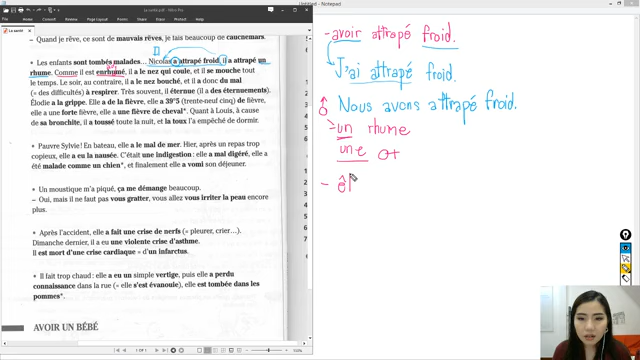 La santé.pdf - Nitro Pro
Untitled - Notepad
La santé
– Quand je rêve, ce sont de mauvais rêves, je fais beaucoup de cauchemars.
* Les enfants sont tombés malades... Nicolas a attrapé froid, il a attrapé un
rhume. Comme il est enrhumé, il a le nez qui coule, et il se mouche tout
le temps. Le soir, au contraire, il a le nez bouché, et il a donc du mal
(= des difficultés) à respirer. Très souvent, il éternue (il a des éternuements).
Élodie a la grippe. Elle a de la fièvre, elle a 39°5 (trente-neuf cinq) de fièvre,
elle a une forte fièvre, elle a une fièvre de cheval*. Quant à Louis, à cause
de sa bronchite, il a toussé toute la nuit, et la toux l'a empêché de dormir.
* Pauvre Sylvie! En bateau, elle a le mal de mer. Hier, après un repas trop
copieux, elle a eu la nausée. C'était une indigestion : elle a mal digéré, elle a
été malade comme un chien*, et finalement elle a vomi son déjeuner.
* Un moustique m'a piqué, ça me démange beaucoup.
– Oui, mais il ne faut pas vous gratter, vous allez vous irriter la peau encore
plus.
* Après l'accident, elle a fait une crise de nerfs (= pleurer, crier...).
Dimanche dernier, il a eu une violente crise d'asthme.
Il est mort d'une crise cardiaque = d'un infarctus.
* Il fait trop chaud : elle a eu un simple vertige, puis elle a perdu
connaissance dans la rue (= elle s'est évanouie), elle est tombée dans les
pommes*.
AVOIR UN BÉBÉ
- avoir attrapé froid.
J'ai attrapé froid.
Nous avons attrapé froid.
un rhume
une
- êt